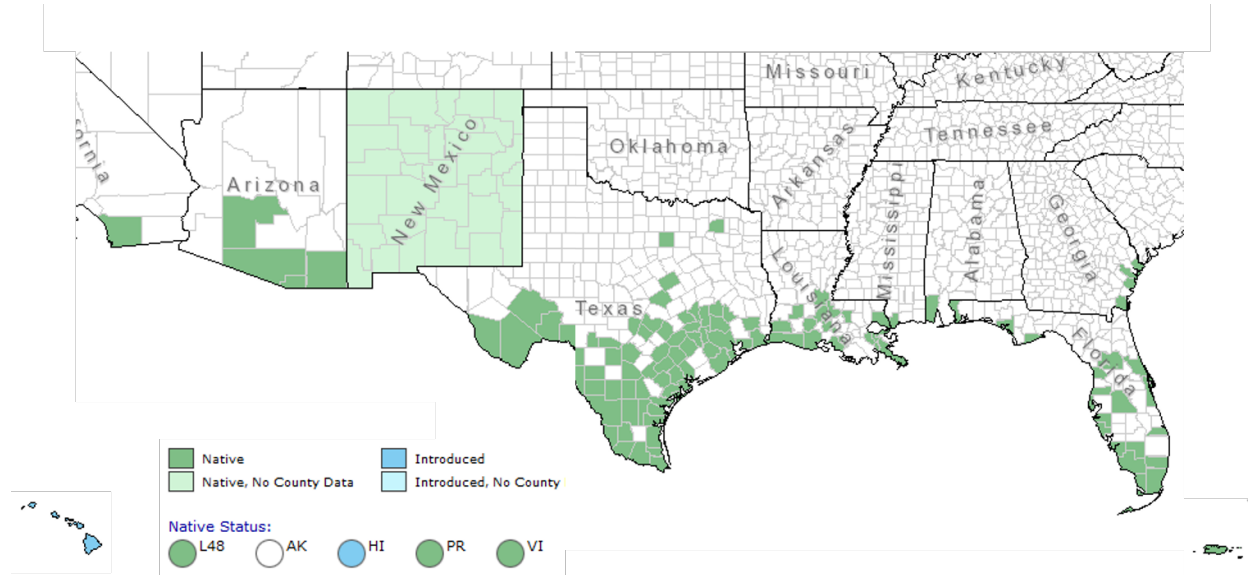 Missouri
Kentucky
Tennessee
Oklahoma
Arkansas
fornia
Arizona
New Mexico
Mississippi
Alabama
Georgia
Louisiana
Texas
Florida
Native
Introduced
Native, No County Data
Introduced, No County
Native Status:
L48 AK HI PR VI